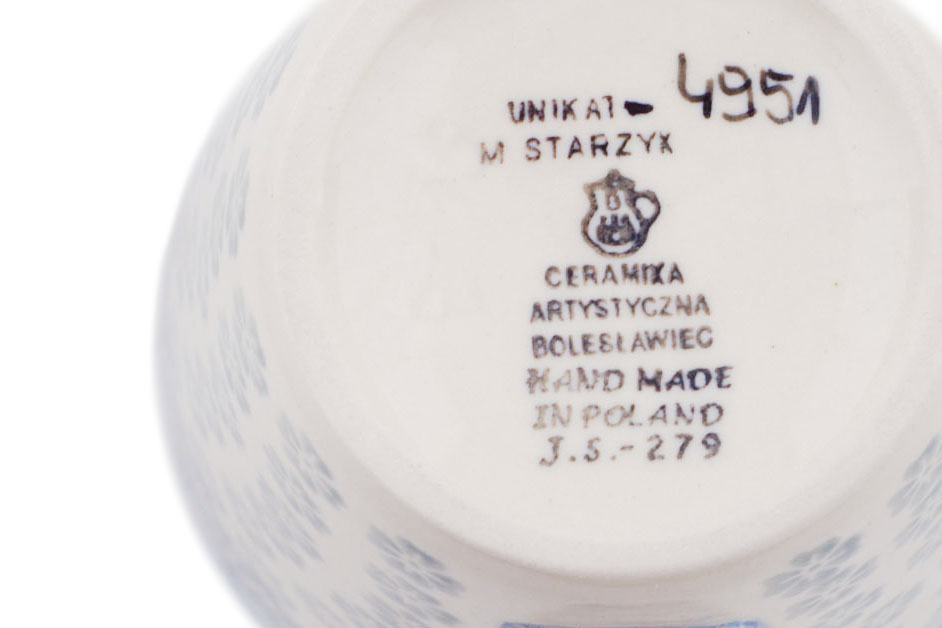 UNIKAT- 4951
M STARZYK
CERAMIKA
ARTYSTYCZNA
BOLESŁAWIEC
HAND MADE
IN POLAND
J.S.-279